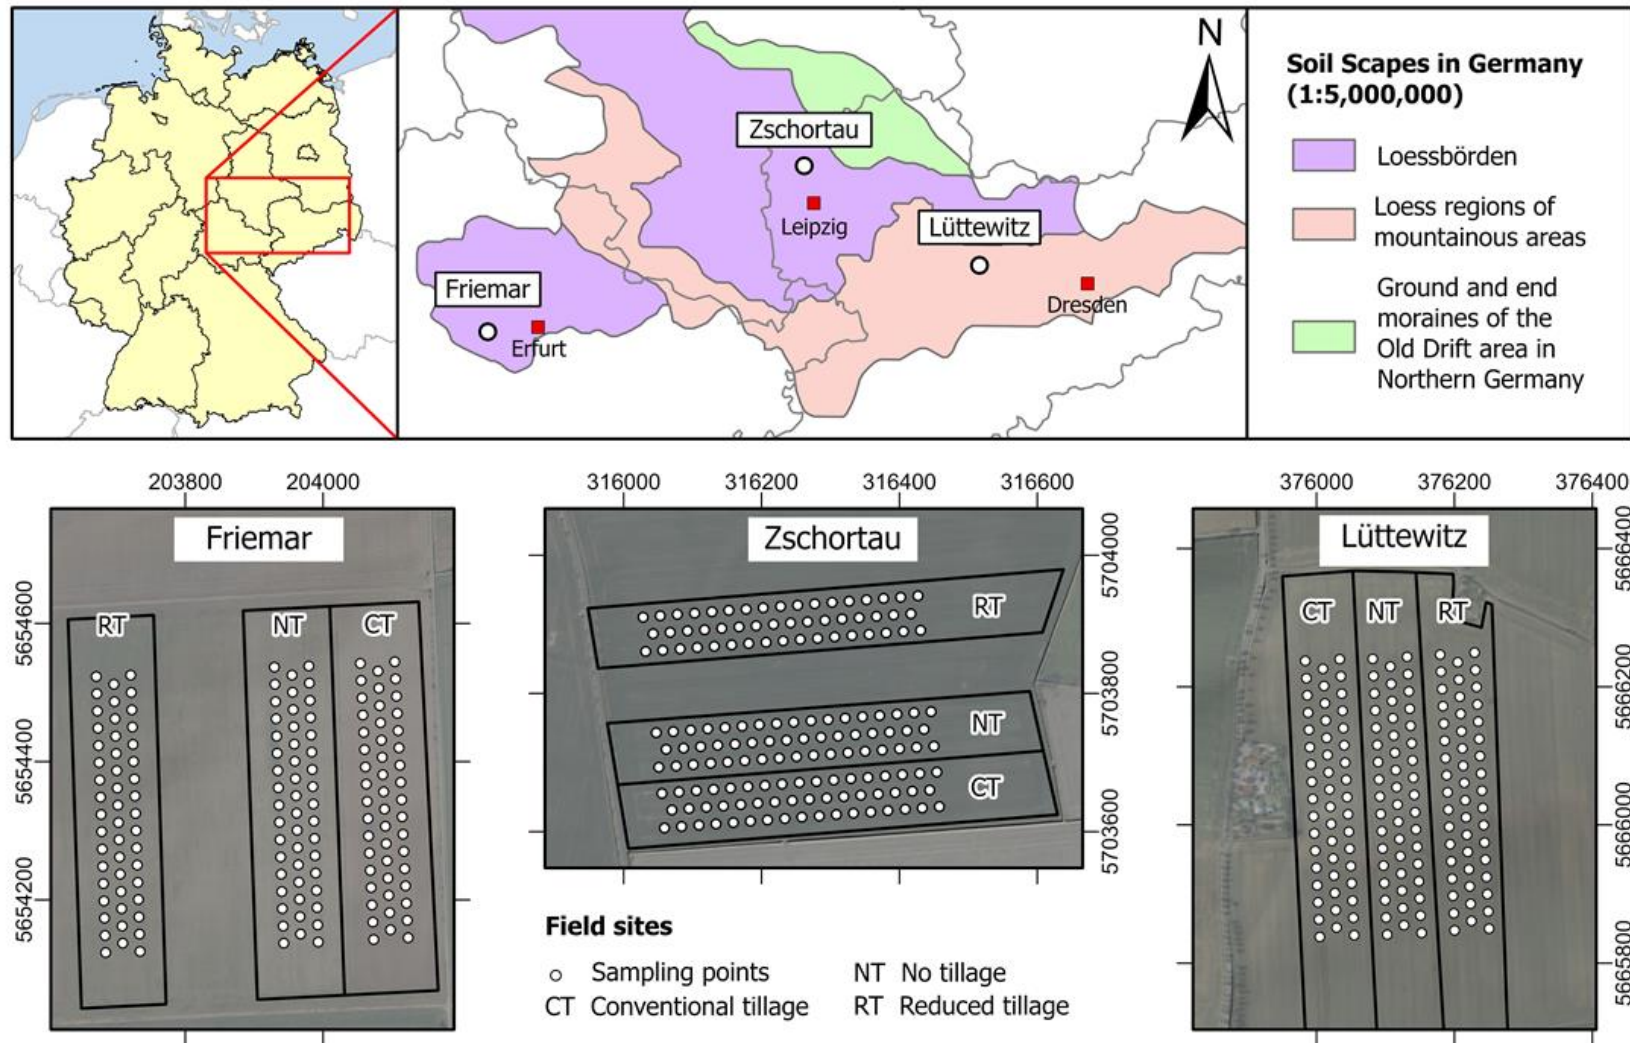 N
Zschortau
Leipzig
Lüttewitz
Dresden
Friemar
Erfurt
Soil Scapes in Germany
(1:5,000,000)
Loessbörden
Loess regions of
mountainous areas
Ground and end
moraines of the
Old Drift area in
Northern Germany
203800 204000
Friemar
5654600
5654400
5654200
RT NT CT
316000 316200 316400 316600
Zschortau
5704000
5703800
5703600
RT
NT
CT
376000 376200 376400
Lüttewitz
5666400
5666200
5666000
5665800
CT NT RT
Field sites
Sampling points
CT Conventional tillage
NT No tillage
RT Reduced tillage